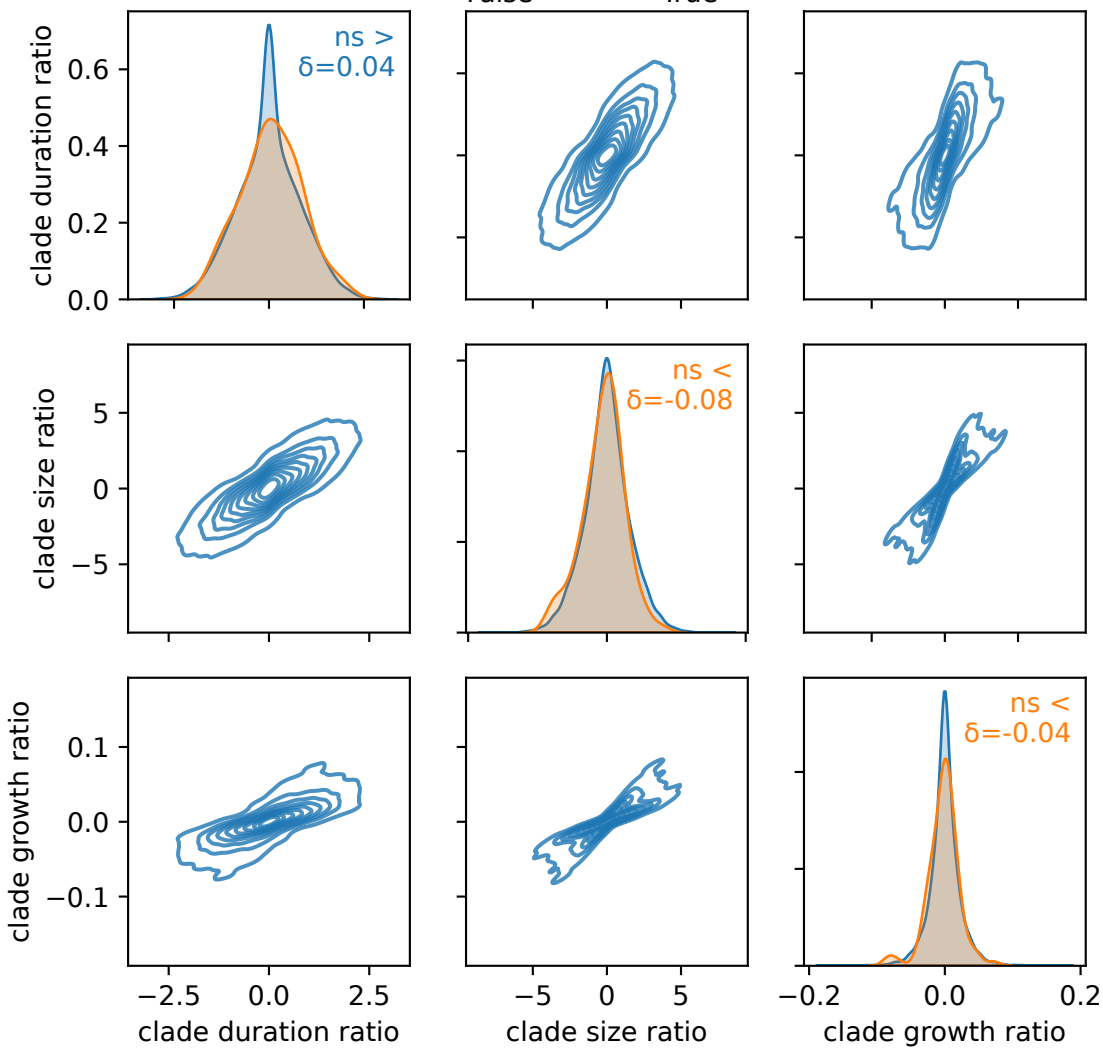 ns >
δ=0.04
clade duration ratio
0.6
0.4
0.2
0.0
ns <
δ=-0.08
clade size ratio
5
0
−5
ns <
δ=-0.04
clade growth ratio
0.1
0.0
−0.1
−2.5 0.0 2.5
−5 0 5
−0.2 0.0 0.2
clade duration ratio
clade size ratio
clade growth ratio